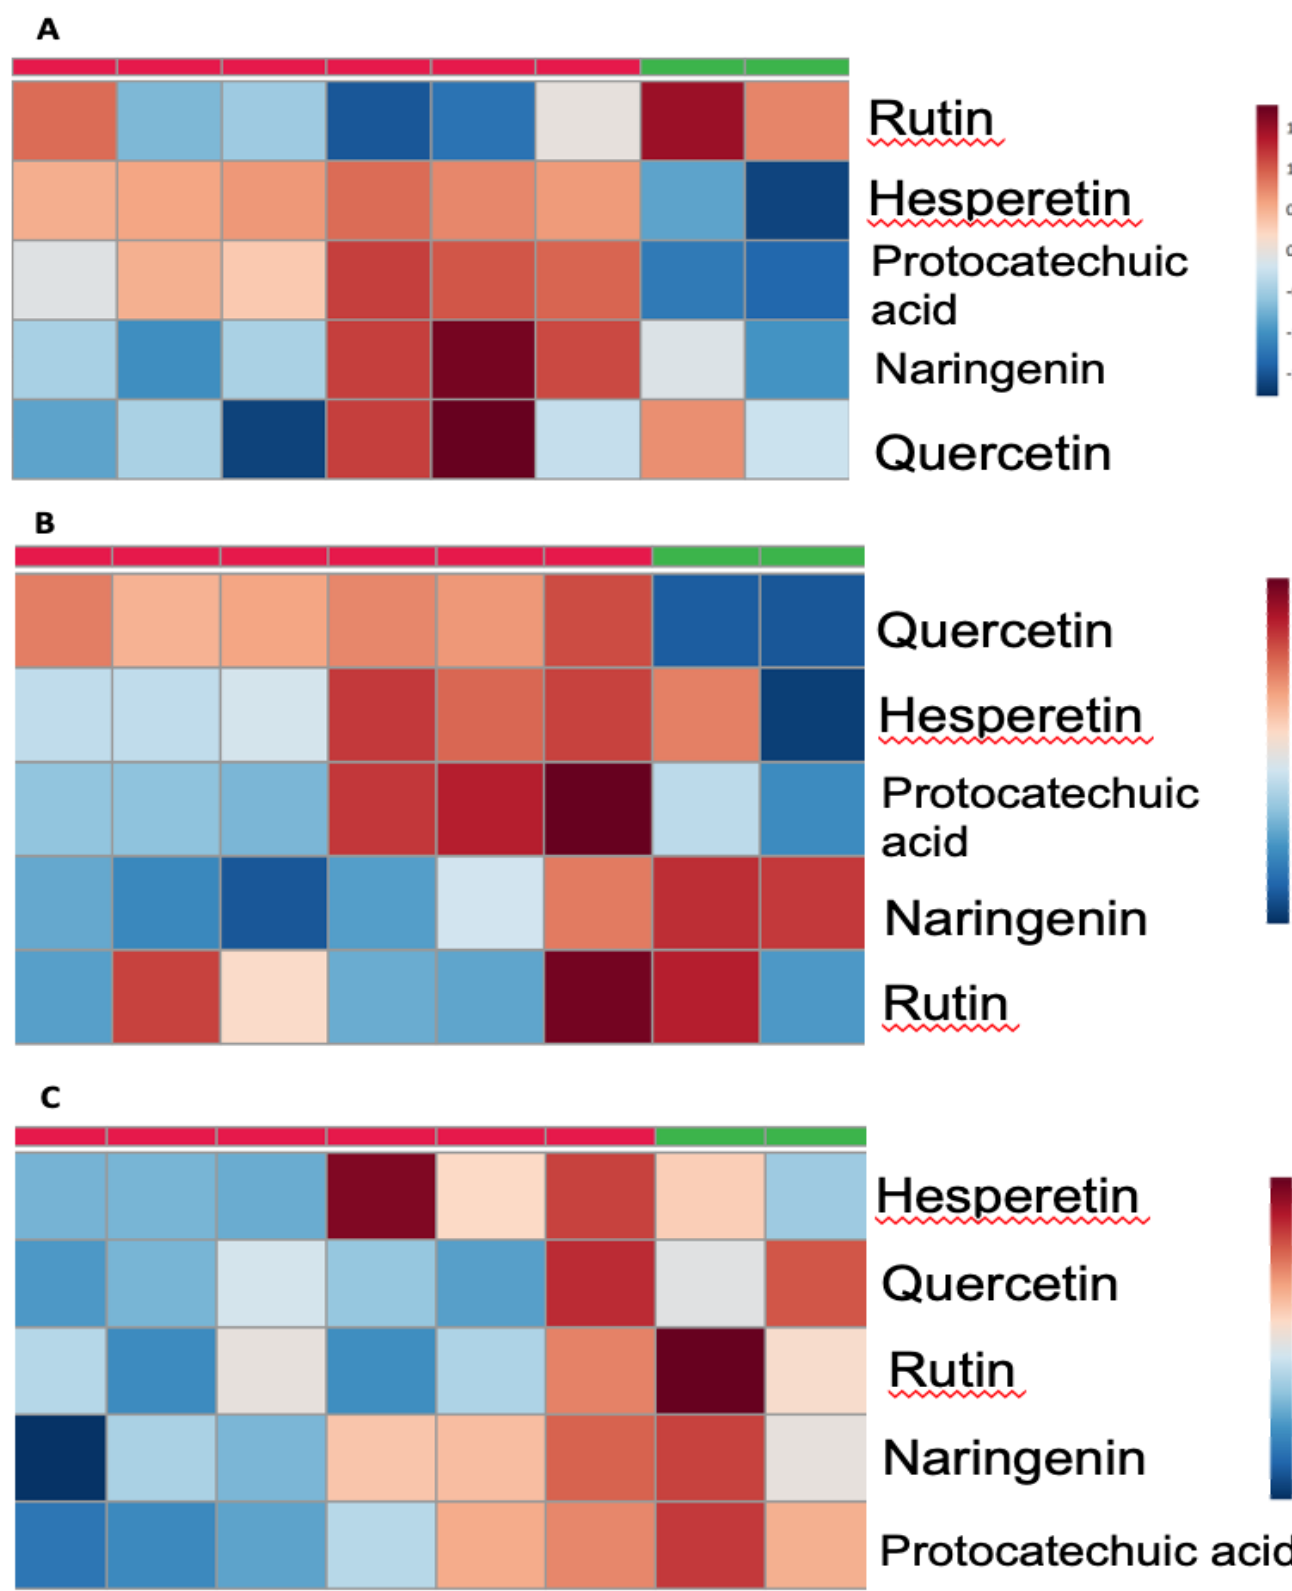 A
Rutin
Hesperetin
Protocatechuic
acid
Naringenin
Quercetin
B
Quercetin
Hesperetin
Protocatechuic
acid
Naringenin
Rutin
C
Hesperetin
Quercetin
Rutin
Naringenin
Protocatechuic acid